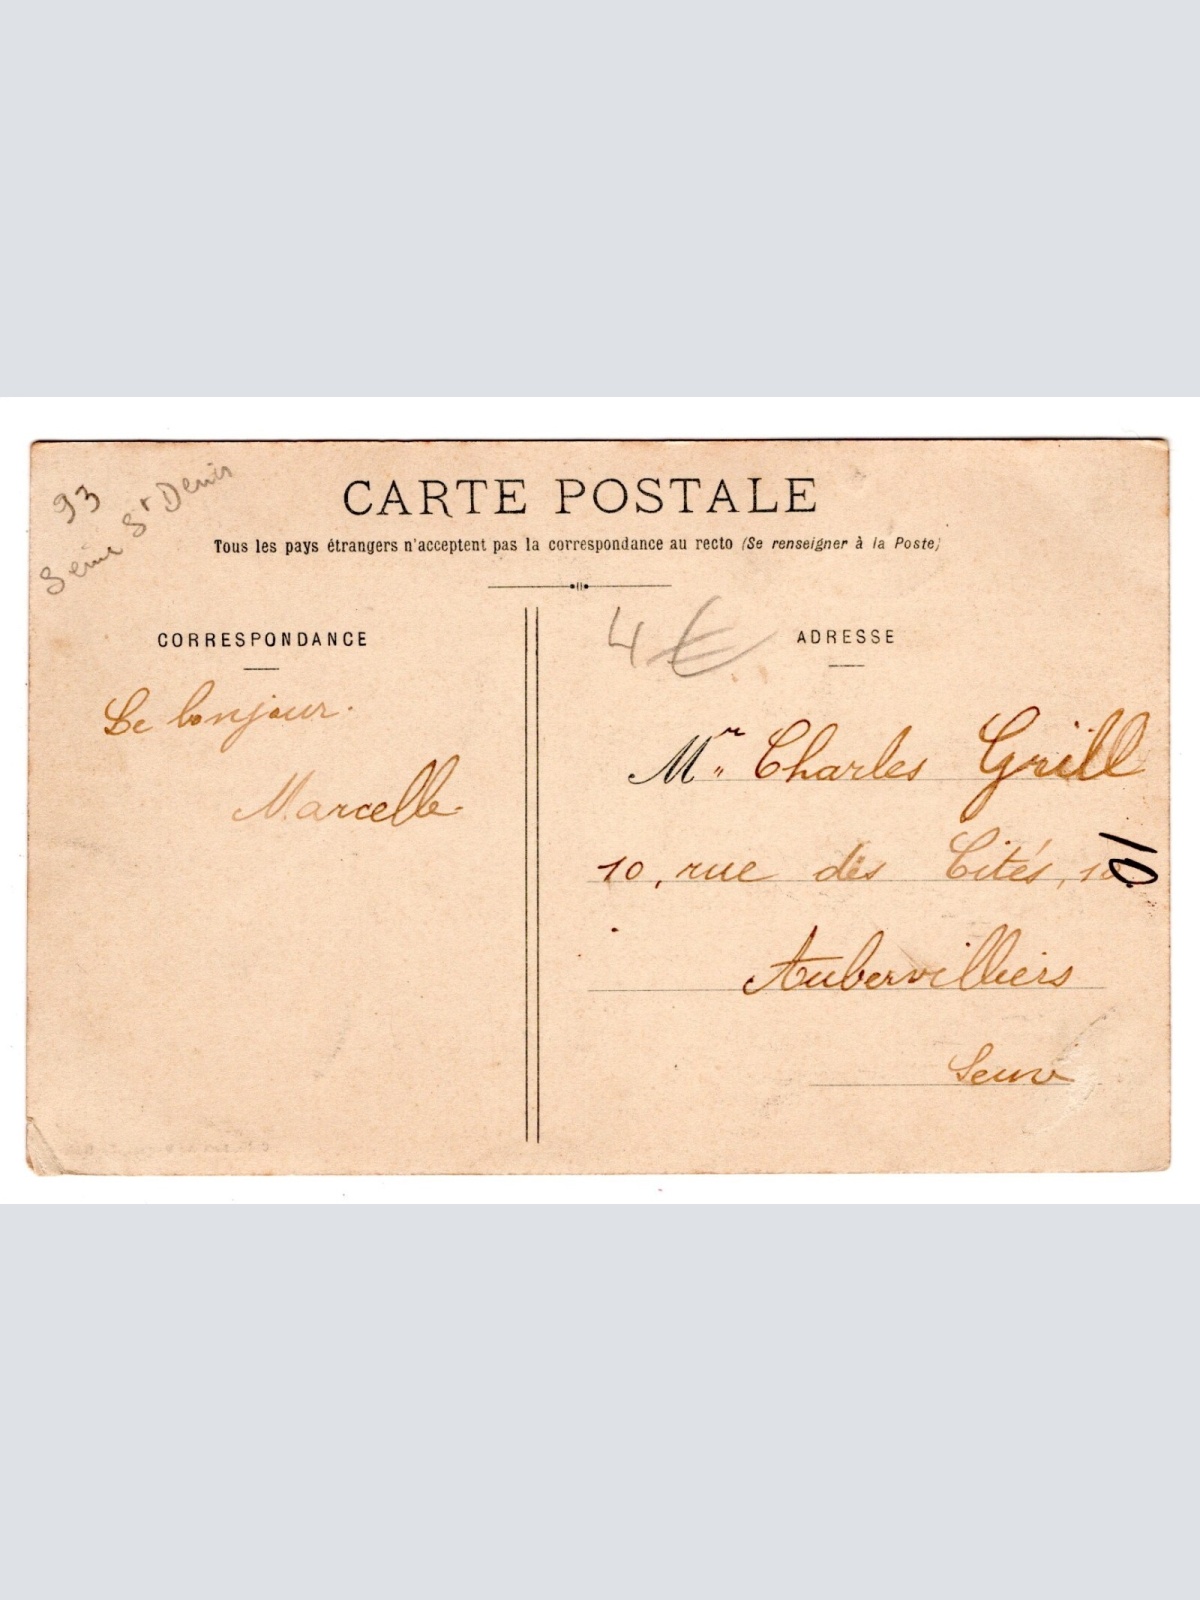 93
Seine St Denis
CARTE POSTALE
Tous les pays étrangers n'acceptent pas la correspondance au recto (Se renseigner à la Poste)
4€
CORRESPONDANCE
Le bonjour.
Marcelle
ADRESSE
Mr. Charles Grill
10, rue des Cités, 10
Aubervilliers
Seine